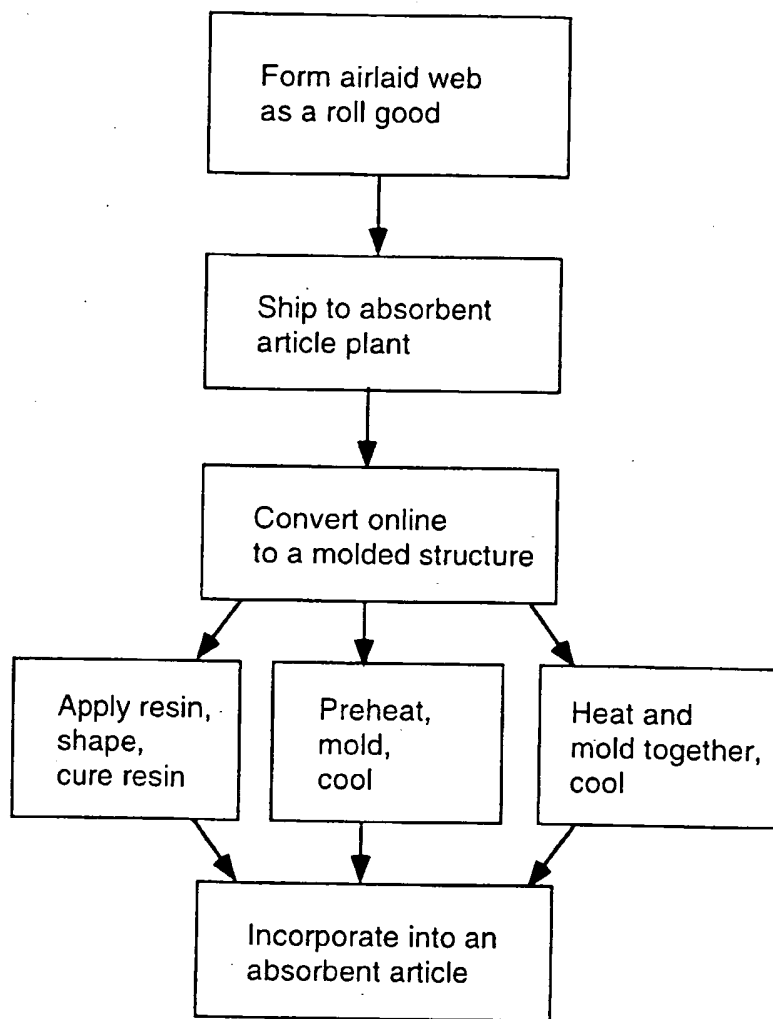 Form airlaid web
as a roll good
Ship to absorbent
article plant
Convert online
to a molded structure
Apply resin,
shape,
cure resin
Preheat,
mold,
cool
Heat and
mold together,
cool
Incorporate into an
absorbent article